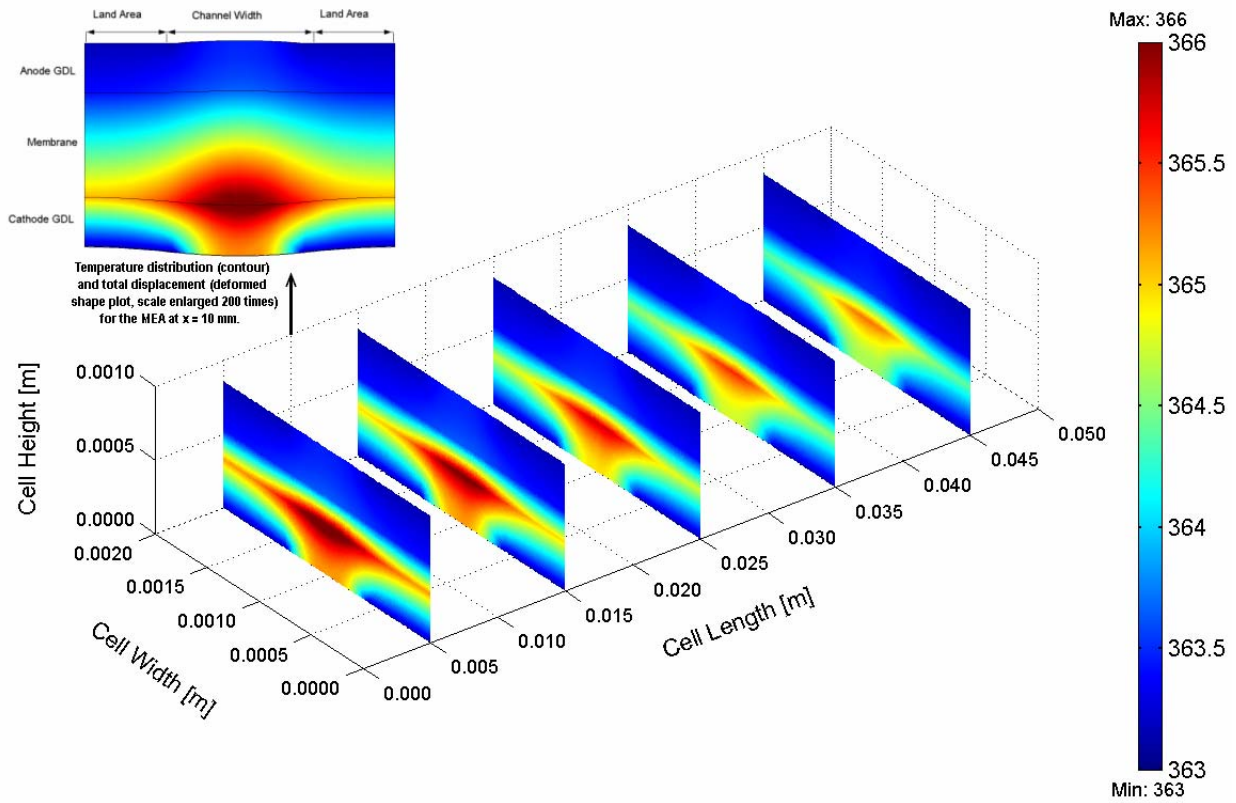 Land Area
Channel Width
Land Area
Anode GDL
Membrane
Cathode GDL
Temperature distribution (contour)
and total displacement (deformed
shape plot, scale enlarged 200 times)
for the MEA at x = 10 mm.
Cell Height [m]
0.0010
0.0005
0.0000
0.0020
0.0015
0.0010
0.0005
0.0000
Cell Width [m]
0.000
0.005
0.010
0.015
0.020
0.025
0.030
0.035
0.040
0.045
0.050
Cell Length [m]
Max: 366
366
365.5
365
364.5
364
363.5
363
Min: 363